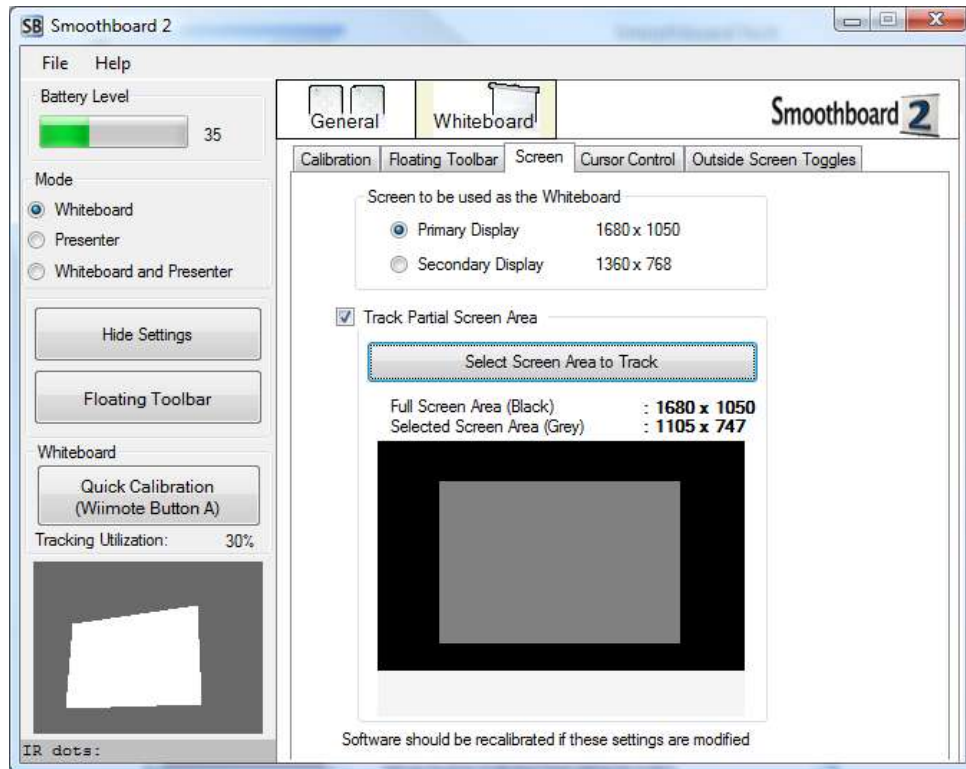 SB Smoothboard 2
File Help
Battery Level
35
Mode
Whiteboard
Presenter
Whiteboard and Presenter
Hide Settings
Floating Toolbar
Whiteboard
Quick Calibration
(Wiimote Button A)
Tracking Utilization: 30%
IR dots:
General
Whiteboard
Smoothboard 2
Calibration Floating Toolbar Screen Cursor Control Outside Screen Toggles
Screen to be used as the Whiteboard
Primary Display 1680 x 1050
Secondary Display 1360 x 768
Track Partial Screen Area
Select Screen Area to Track
Full Screen Area (Black) : 1680 x 1050
Selected Screen Area (Grey) : 1105 x 747
Software should be recalibrated if these settings are modified